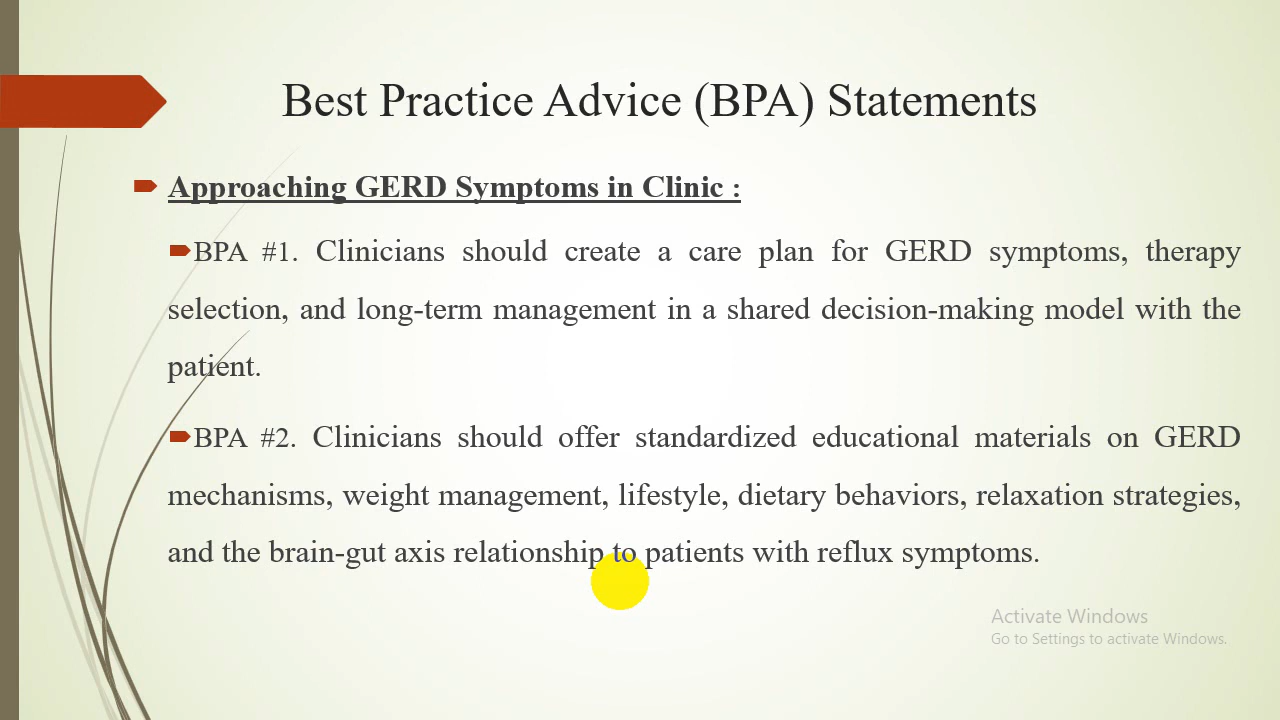 Best Practice Advice (BPA) Statements
Approaching GERD Symptoms in Clinic :
BPA #1. Clinicians should create a care plan for GERD symptoms, therapy
selection, and long-term management in a shared decision-making model with the
patient.
BPA #2. Clinicians should offer standardized educational materials on GERD
mechanisms, weight management, lifestyle, dietary behaviors, relaxation strategies,
and the brain-gut axis relationship to patients with reflux symptoms.
Activate Windows
Go to Settings to activate Windows.